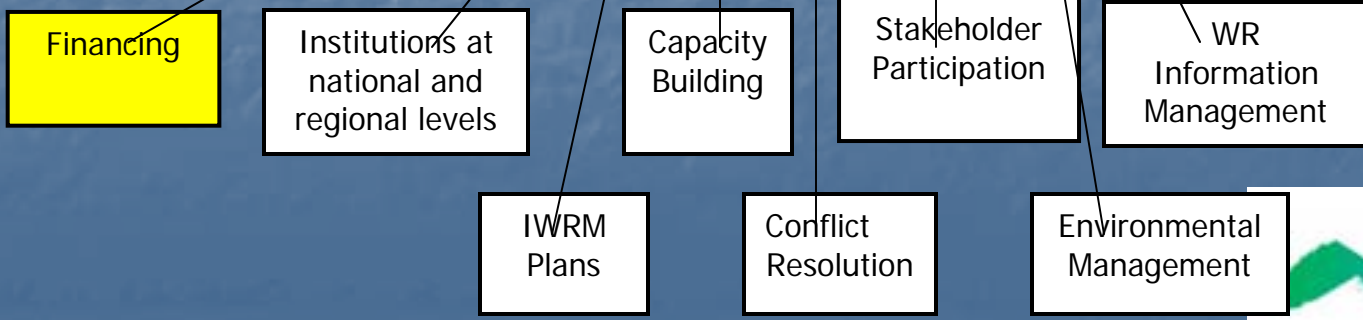 Financing
Institutions at
national and
regional levels
Capacity
Building
Stakeholder
Participation
WR
Information
Management
IWRM
Plans
Conflict
Resolution
Environmental
Management